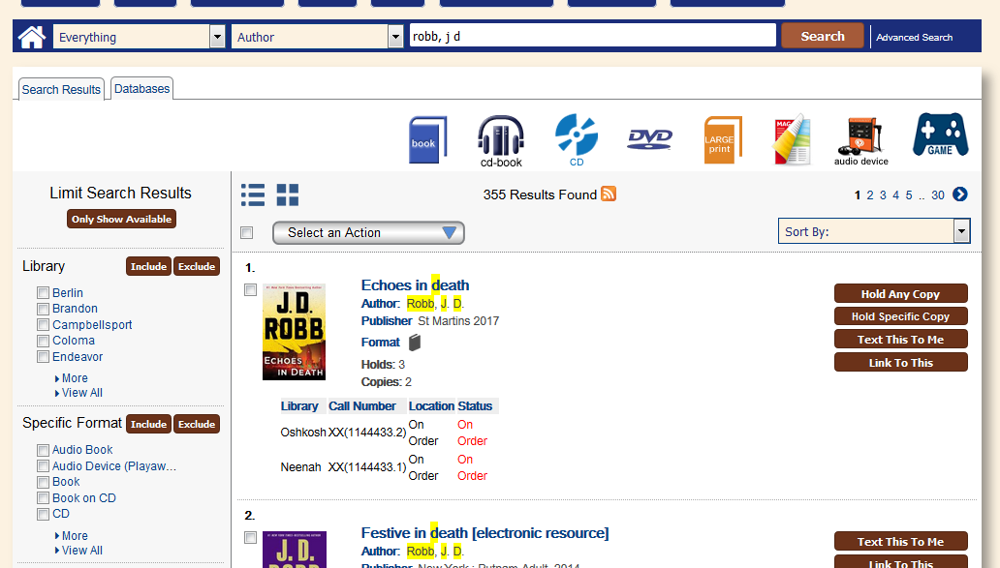 Everything
Author
robb, j d
Search
Advanced Search
Search Results
Databases
book
cd-book
CD
DVD
LARGE print
MAG
audio device
GAME
Limit Search Results
Only Show Available
355 Results Found
1 2 3 4 5 .. 30
Select an Action
Sort By:
Library
Include
Exclude
Berlin
Brandon
Campbellsport
Coloma
Endeavor
More
View All
Specific Format
Include
Exclude
Audio Book
Audio Device (Playaw...
Book
Book on CD
CD
More
View All
1.
J.D.
ROBB
ECHOES
IN DEATH
Echoes in death
Author: Robb, J. D.
Publisher St Martins 2017
Format
Holds: 3
Copies: 2
Hold Any Copy
Hold Specific Copy
Text This To Me
Link To This
Library Call Number Location Status
Oshkosh XX(1144433.2) On Order On Order
Neenah XX(1144433.1) On Order On Order
2.
J.D.
Festive in death [electronic resource]
Author: Robb, J. D.
Publisher New York : Putnam Adult, 2014
Text This To Me
Link To This